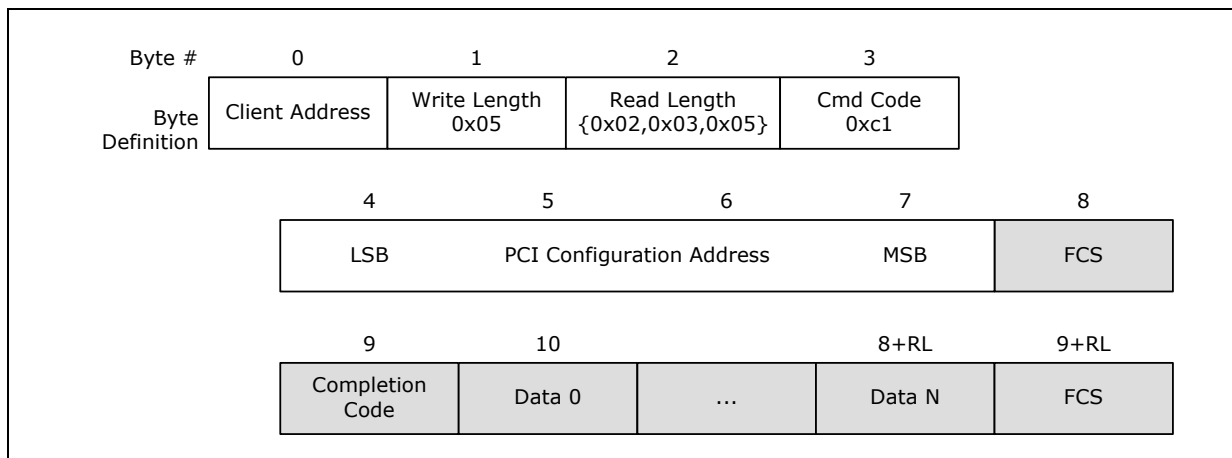 Byte # 0 1 2 3
Byte
Definition
Client Address
Write Length
0x05
Read Length
{0x02,0x03,0x05}
Cmd Code
0xc1
4 5 6 7 8
LSB PCI Configuration Address MSB FCS
9 10 8+RL 9+RL
Completion
Code
Data 0
...
Data N
FCS